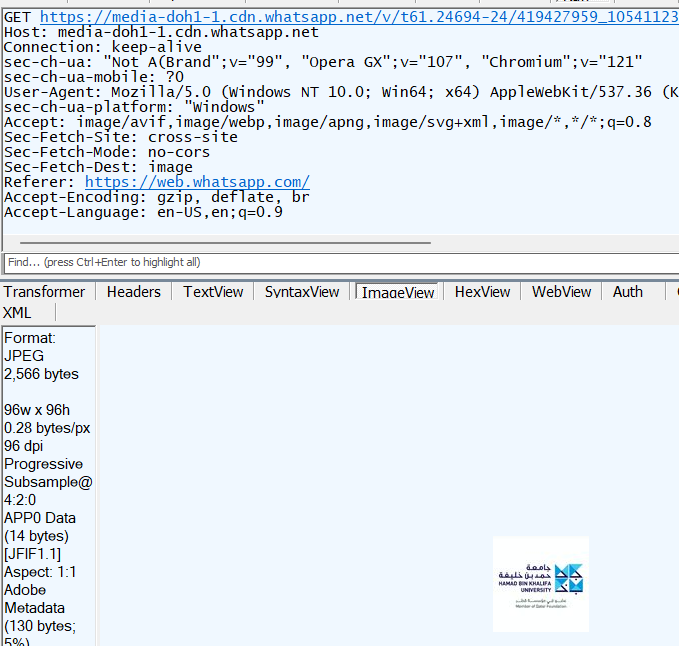 GET https://media-doh1-1.cdn.whatsapp.net/v/t61.24694-24/419427959_10541123
Host: media-doh1-1.cdn.whatsapp.net
Connection: keep-alive
sec-ch-ua: "Not A(Brand";v="99", "Opera GX";v="107", "Chromium";v="121"
sec-ch-ua-mobile: ?0
User-Agent: Mozilla/5.0 (Windows NT 10.0; Win64; x64) AppleWebKit/537.36 (K
sec-ch-ua-platform: "Windows"
Accept: image/avif,image/webp,image/apng,image/svg+xml,image/*,*/*;q=0.8
Sec-Fetch-Site: cross-site
Sec-Fetch-Mode: no-cors
Sec-Fetch-Dest: image
Referer: https://web.whatsapp.com/
Accept-Encoding: gzip, deflate, br
Accept-Language: en-US,en;q=0.9
Find... (press Ctrl+Enter to highlight all)
Transformer Headers TextView SyntaxView ImageView HexView WebView Auth
XML
Format:
JPEG
2,566 bytes
96w x 96h
0.28 bytes/px
96 dpi
Progressive
Subsample@
4:2:0
APP0 Data
(14 bytes)
[JFIF1.1]
Aspect: 1:1
Adobe
Metadata
(130 bytes;
5%)
جامعة
حمد بن خليفة
HAMAD BIN KHALIFA
UNIVERSITY
عضو في مؤسسة قطر
Member of Qatar Foundation